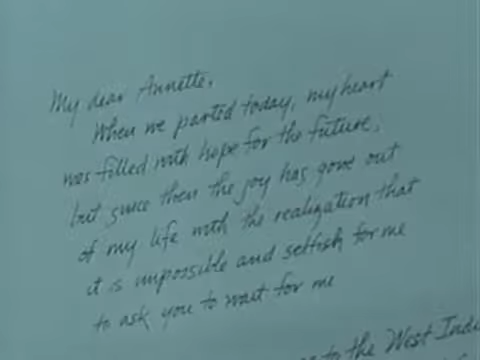 My dear Annette,
When we parted today, my heart
was filled with hope for the future,
but since then the joy has gone out
of my life with the realization that
it is impossible and selfish for me
to ask you to wait for me
to the West Indi